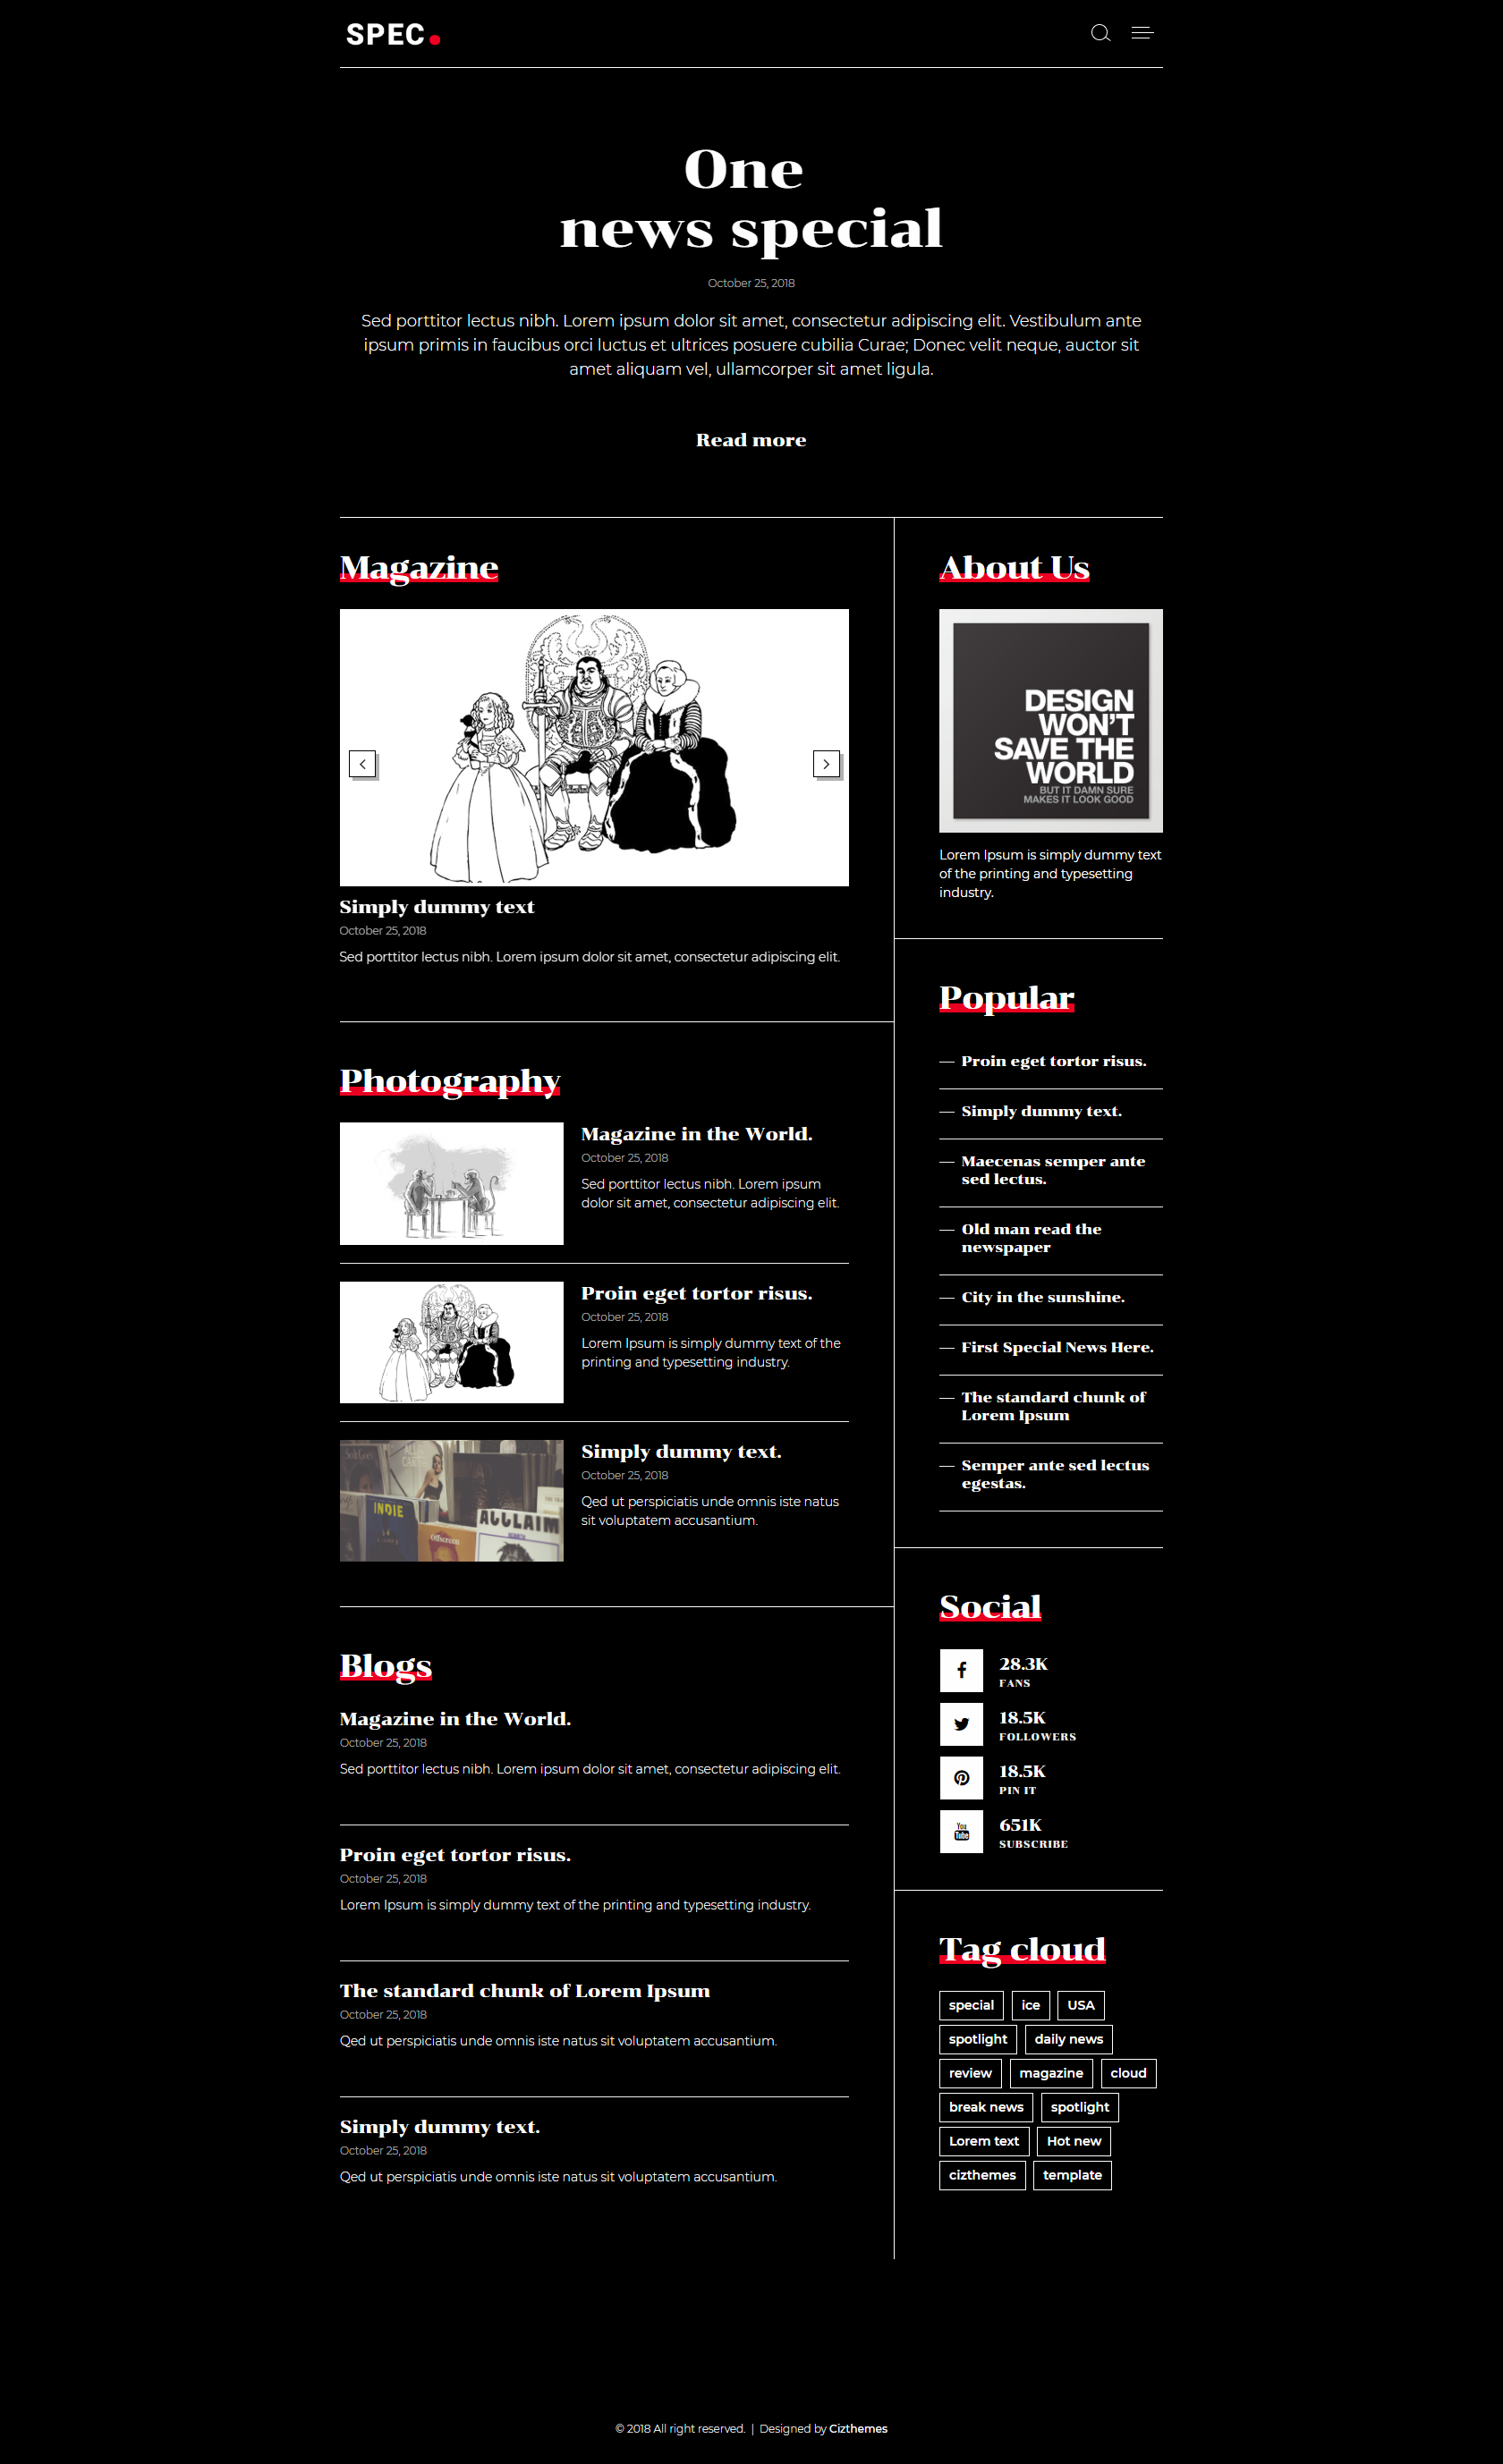 SPEC.
One
news special
October 25, 2018
Sed porttitor lectus nibh. Lorem ipsum dolor sit amet, consectetur adipiscing elit. Vestibulum ante
ipsum primis in faucibus orci luctus et ultrices posuere cubilia Curae; Donec velit neque, auctor sit
amet aliquam vel, ullamcorper sit amet ligula.
Read more
Magazine
Simply dummy text
October 25, 2018
Sed porttitor lectus nibh. Lorem ipsum dolor sit amet, consectetur adipiscing elit.
Photography
Magazine in the World.
October 25, 2018
Sed porttitor lectus nibh. Lorem ipsum
dolor sit amet, consectetur adipiscing elit.
Proin eget tortor risus.
October 25, 2018
Lorem Ipsum is simply dummy text of the
printing and typesetting industry.
INDIE
Offscreen
ACCLAIM
Simply dummy text.
October 25, 2018
Qed ut perspiciatis unde omnis iste natus
sit voluptatem accusantium.
Blogs
Magazine in the World.
October 25, 2018
Sed porttitor lectus nibh. Lorem ipsum dolor sit amet, consectetur adipiscing elit.
Proin eget tortor risus.
October 25, 2018
Lorem Ipsum is simply dummy text of the printing and typesetting industry.
The standard chunk of Lorem Ipsum
October 25, 2018
Qed ut perspiciatis unde omnis iste natus sit voluptatem accusantium.
Simply dummy text.
October 25, 2018
Qed ut perspiciatis unde omnis iste natus sit voluptatem accusantium.
About Us
DESIGN
WON'T
SAVE THE
WORLD
BUT IT DAMN SURE
MAKES IT LOOK GOOD
Lorem Ipsum is simply dummy text
of the printing and typesetting
industry.
Popular
— Proin eget tortor risus.
— Simply dummy text.
— Maecenas semper ante
sed lectus.
— Old man read the
newspaper
— City in the sunshine.
— First Special News Here.
— The standard chunk of
Lorem Ipsum
— Semper ante sed lectus
egestas.
Social
28.3K
FANS
18.5K
FOLLOWERS
18.5K
PIN IT
You
Tube
651K
SUBSCRIBE
Tag cloud
special ice USA
spotlight daily news
review magazine cloud
break news spotlight
Lorem text Hot new
cizthemes template
© 2018 All right reserved. | Designed by Cizthemes